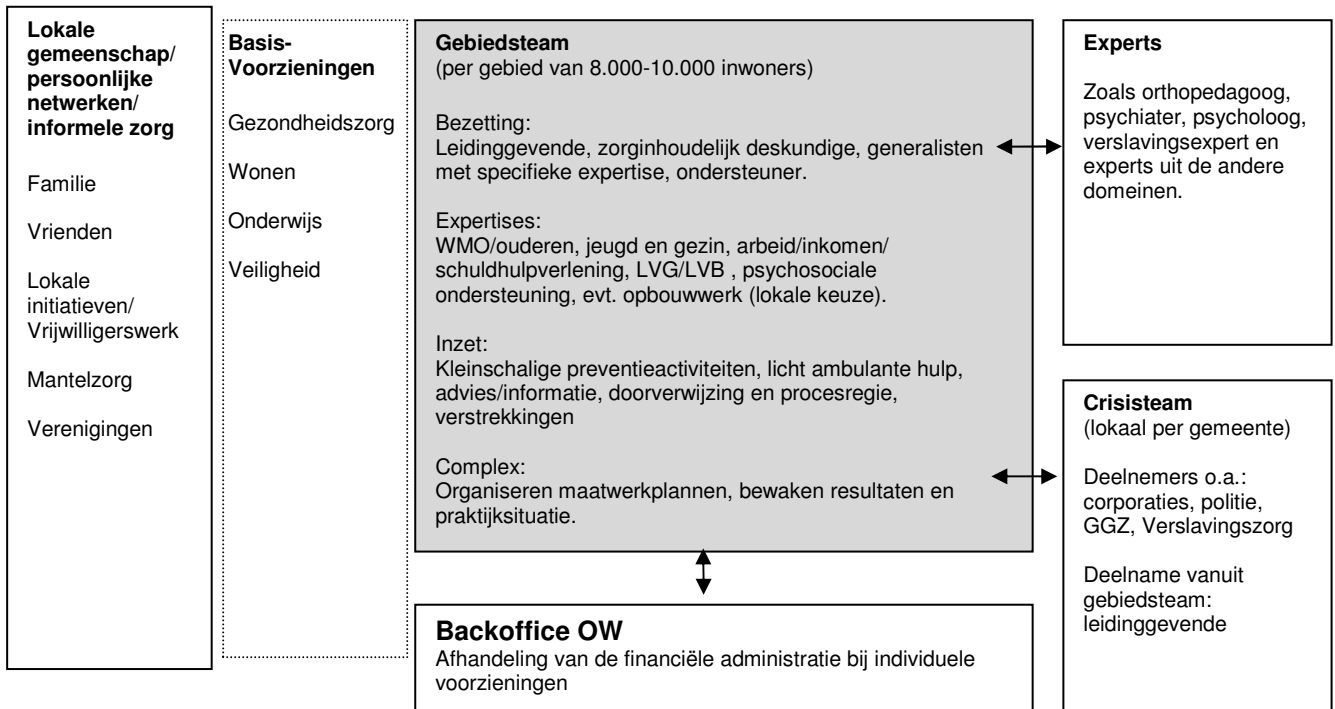 Lokale
gemeenschap/
persoonlijke
netwerken/
informele zorg
Familie
Vrienden
Lokale
initiatieven/
Vrijwilligerswerk
Mantelzorg
Verenigingen
Basis-
Voorzieningen
Gezondheidszorg
Wonen
Onderwijs
Veiligheid
Gebiedsteam
(per gebied van 8.000-10.000 inwoners)
Bezetting:
Leidinggevende, zorginhoudelijk deskundige, generalisten
met specifieke expertise, ondersteuner.
Expertises:
WMO/ouderen, jeugd en gezin, arbeid/inkomen/
schuldhulpverlening, LVG/LVB , psychosociale
ondersteuning, evt. opbouwwerk (lokale keuze).
Inzet:
Kleinschalige preventieactiviteiten, licht ambulante hulp,
advies/informatie, doorverwijzing en procesregie,
verstrekkingen
Complex:
Organiseren maatwerkplannen, bewaken resultaten en
praktijksituatie.
Backoffice OW
Afhandeling van de financiële administratie bij individuele
voorzieningen
Experts
Zoals orthopedagoog,
psychiater, psycholoog,
verslavingsexpert en
experts uit de andere
domeinen.
Crisisteam
(lokaal per gemeente)
Deelnemers o.a.:
corporaties, politie,
GGZ, Verslavingszorg
Deelname vanuit
gebiedsteam:
leidinggevende